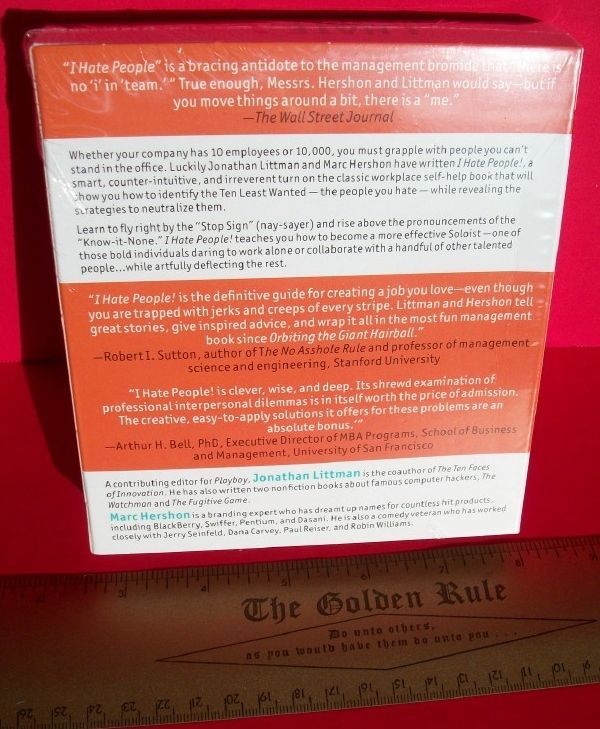 “I Hate People” is a bracing antidote to the management bromide that “there is
no ‘i’ in ‘team.’” “True enough, Messrs. Hershon and Littman would say—but if
you move things around a bit, there is a “me.”
—The Wall Street Journal
Whether your company has 10 employees or 10,000, you must grapple with people you can't
stand in the office. Luckily Jonathan Littman and Marc Hershon have written I Hate People!, a
smart, counter-intuitive, and irreverent turn on the classic workplace self-help book that will
show you how to identify the Ten Least Wanted — the people you hate — while revealing the
strategies to neutralize them.
Learn to fly right by the “Stop Sign” (nay-sayer) and rise above the pronouncements of the
“Know-it-None.” I Hate People! teaches you how to become a more effective Soloist — one of
those bold individuals daring to work alone or collaborate with a handful of other talented
people...while artfully deflecting the rest.
“I Hate People! is the definitive guide for creating a job you love—even though
you are trapped with jerks and creeps of every stripe. Littman and Hershon tell
great stories, give inspired advice, and wrap it all in the most fun management
book since Orbiting the Giant Hairball.”
—Robert I. Sutton, author of The No Asshole Rule and professor of management
science and engineering, Stanford University
“I Hate People! is clever, wise, and deep. Its shrewd examination of
professional interpersonal dilemmas is in itself worth the price of admission.
The creative, easy-to-apply solutions it offers for these problems are an
absolute bonus.’”
—Arthur H. Bell, PhD, Executive Director of MBA Programs, School of Business
and Management, University of San Francisco
A contributing editor for Playboy, Jonathan Littman is the coauthor of The Ten Faces
of Innovation. He has also written two nonfiction books about famous computer hackers, The
Watchman and The Fugitive Game.
Marc Hershon is a branding expert who has dreamt up names for countless hit products,
including BlackBerry, Swiffer, Pentium, and Dasani. He is also a comedy veteran who has worked
closely with Jerry Seinfeld, Dana Carvey, Paul Reiser, and Robin Williams.
The Golden Rule
Do unto others,
as you would have them do unto you . . .
26 25 24 23 22 21 20 19 18 17 16 15 14 13 12 11 10 9